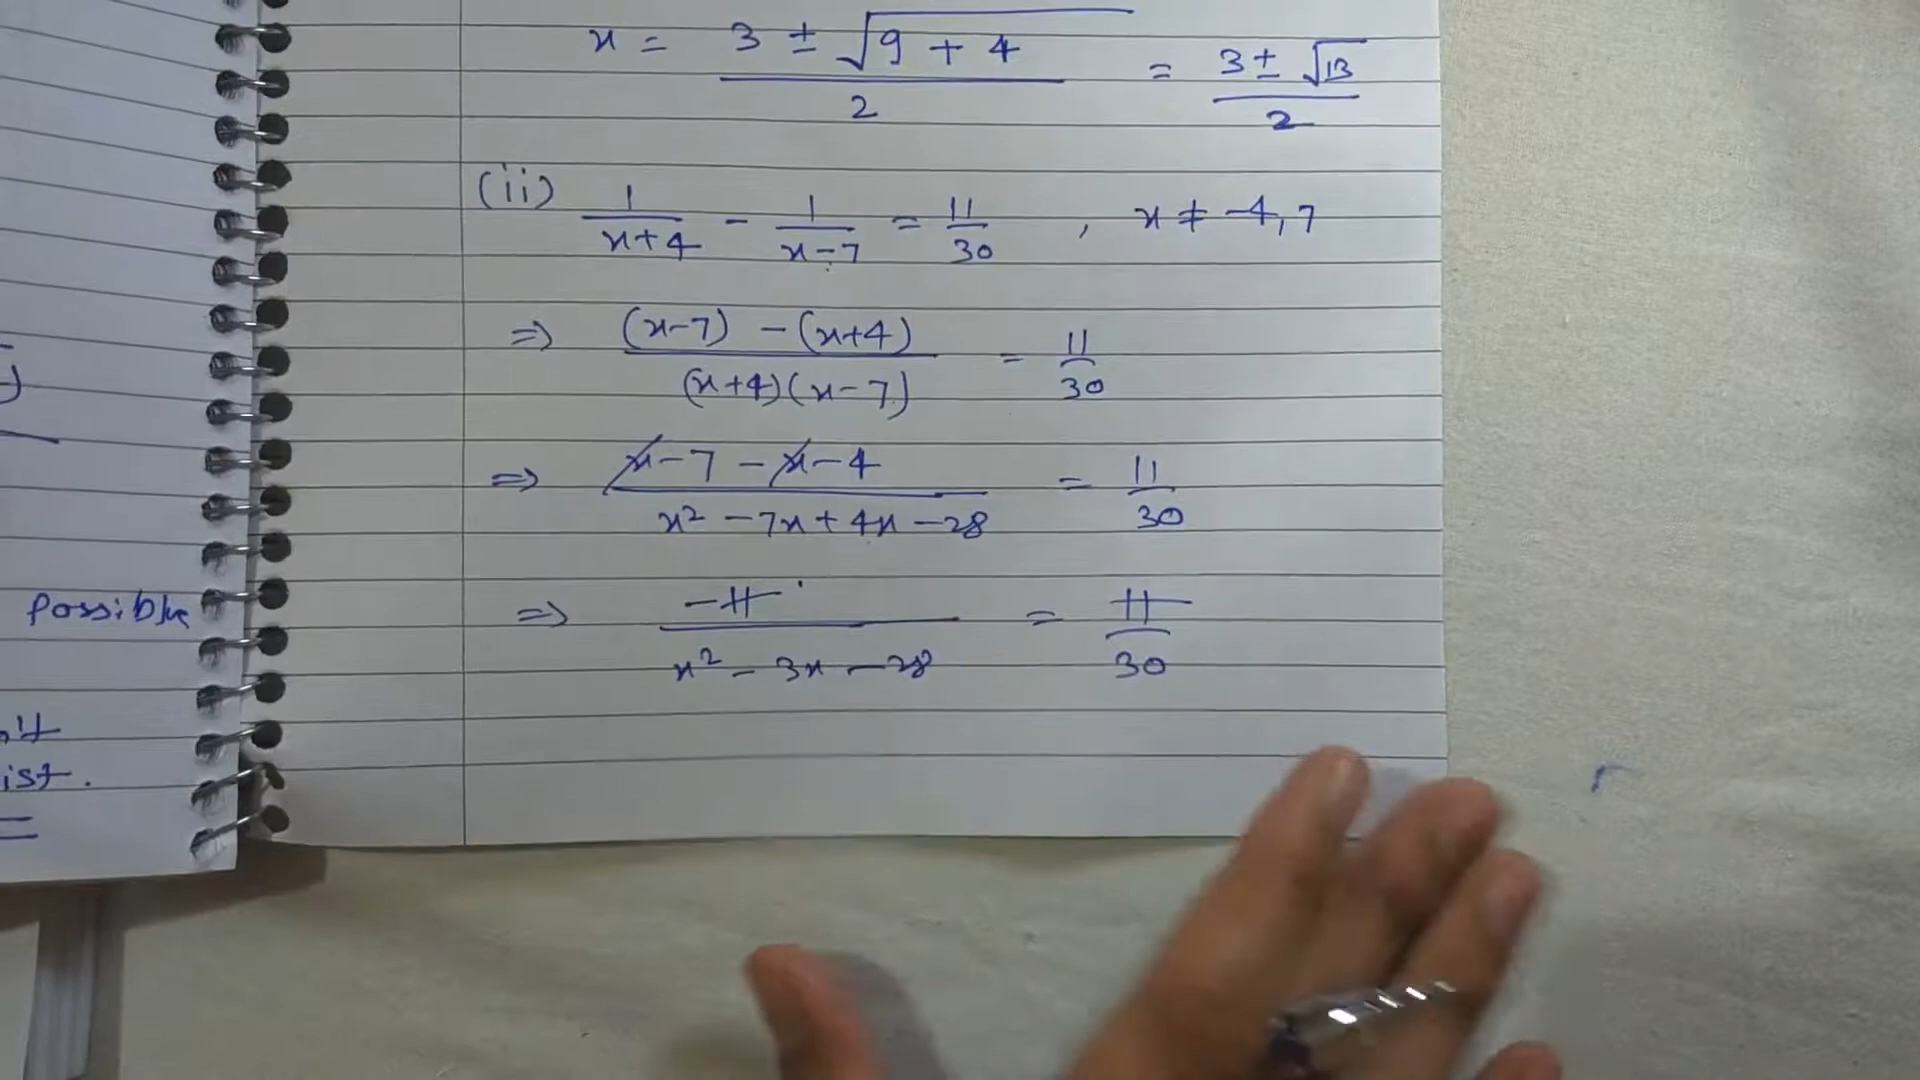 x = 3 ± √9 + 4 / 2 = 3 ± √13 / 2
(ii) 1/x+4 - 1/x-7 = 11/30 , x ≠ -4, 7
⇒ (x-7) - (x+4) / (x+4)(x-7) = 11/30
⇒ x-7 - x-4 / x² - 7x + 4x - 28 = 11/30
possible
⇒ -11 / x² - 3x - 28 = 11/30
ist.
=